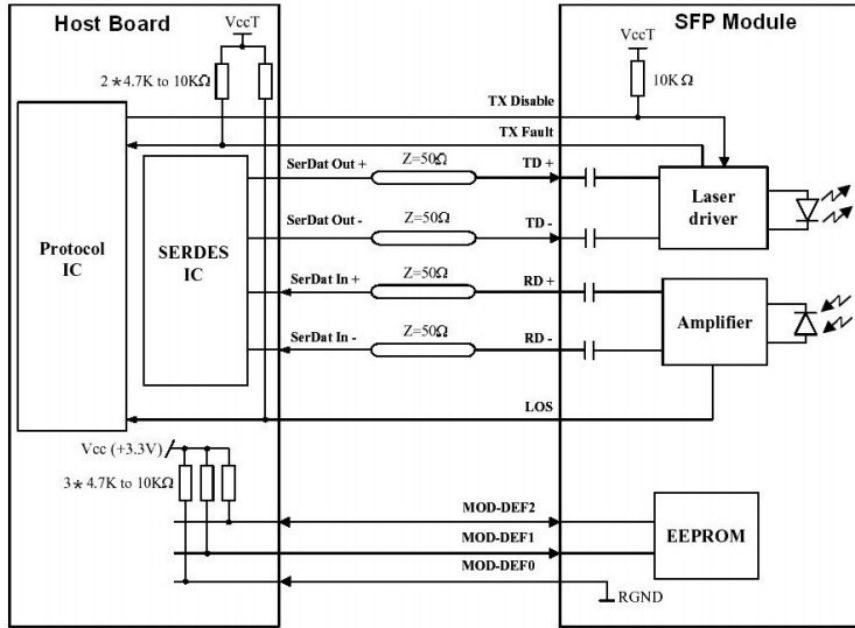 Host Board
SFP Module
VccT
VccT
2*4.7K to 10KΩ
10KΩ
TX Disable
TX Fault
SerDat Out +
Z=50Ω
TD +
Laser driver
SerDat Out -
Z=50Ω
TD -
Protocol IC
SERDES IC
SerDat In +
Z=50Ω
RD +
Amplifier
SerDat In -
Z=50Ω
RD -
LOS
Vcc (+3.3V)
3*4.7K to 10KΩ
MOD-DEF2
MOD-DEF1
EEPROM
MOD-DEF0
RGND